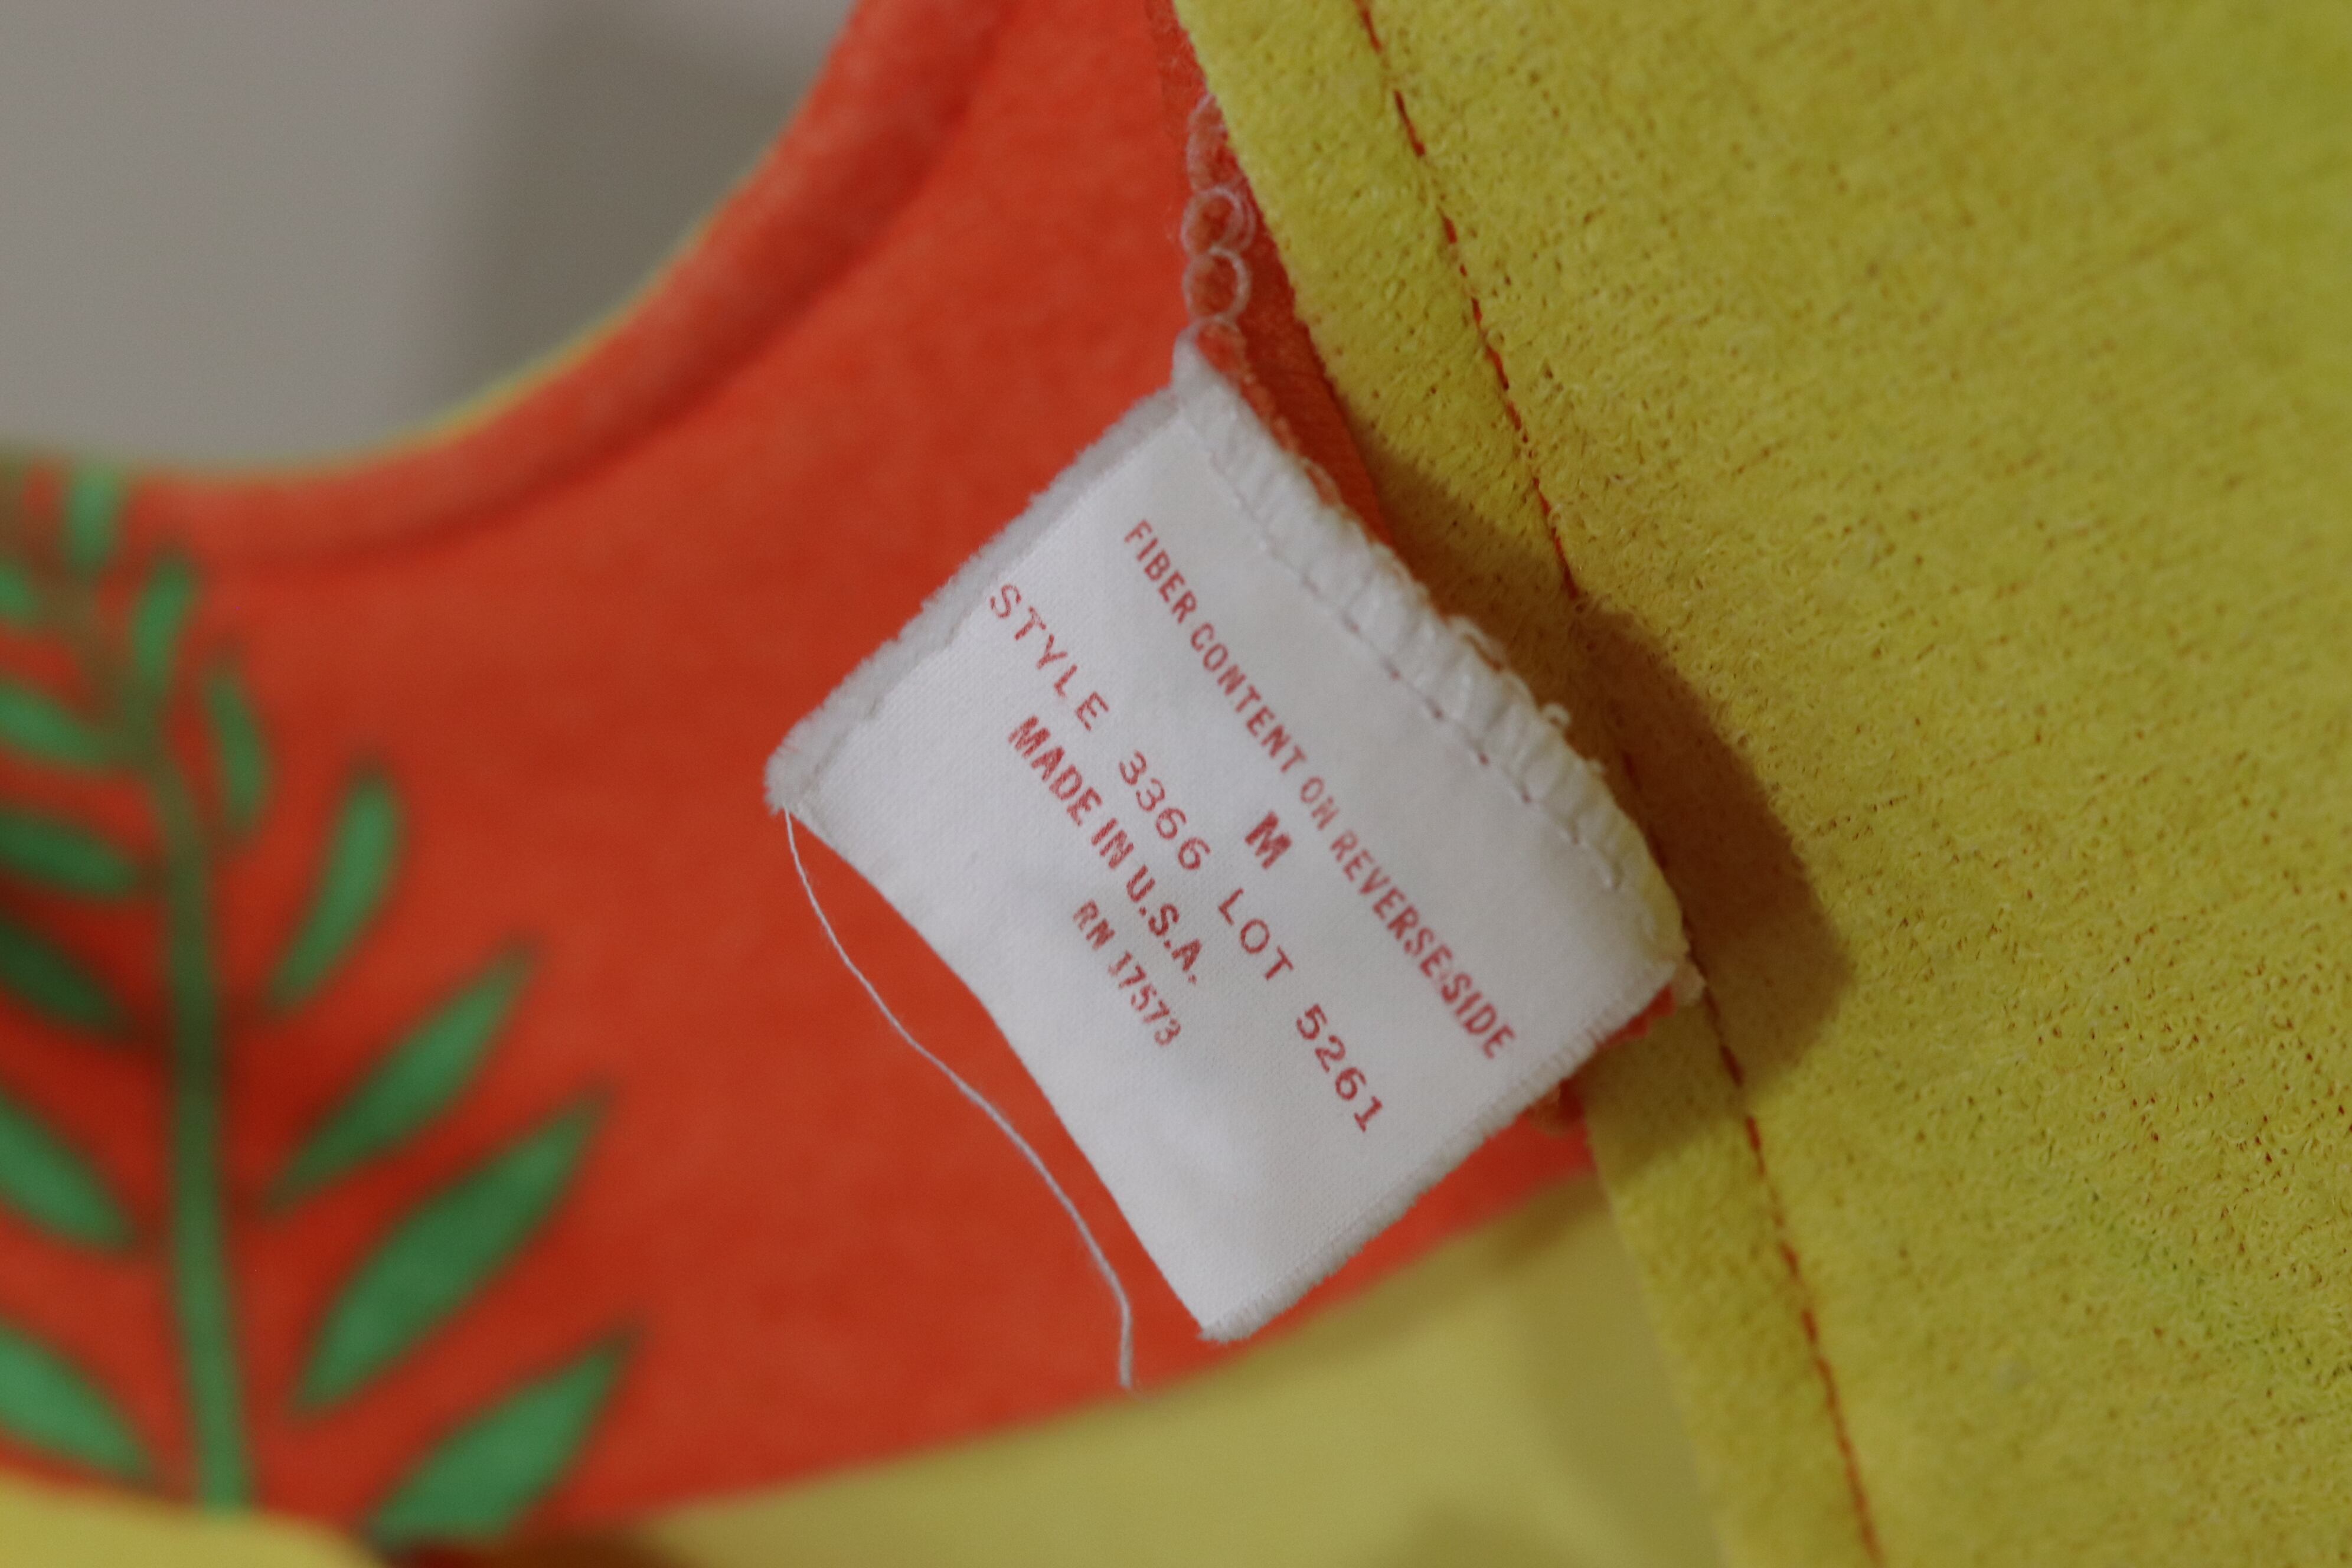 FIBER CONTENT ON REVERSE SIDE
M
STYLE 3366 LOT 5261
MADE IN U.S.A.
RN 17573